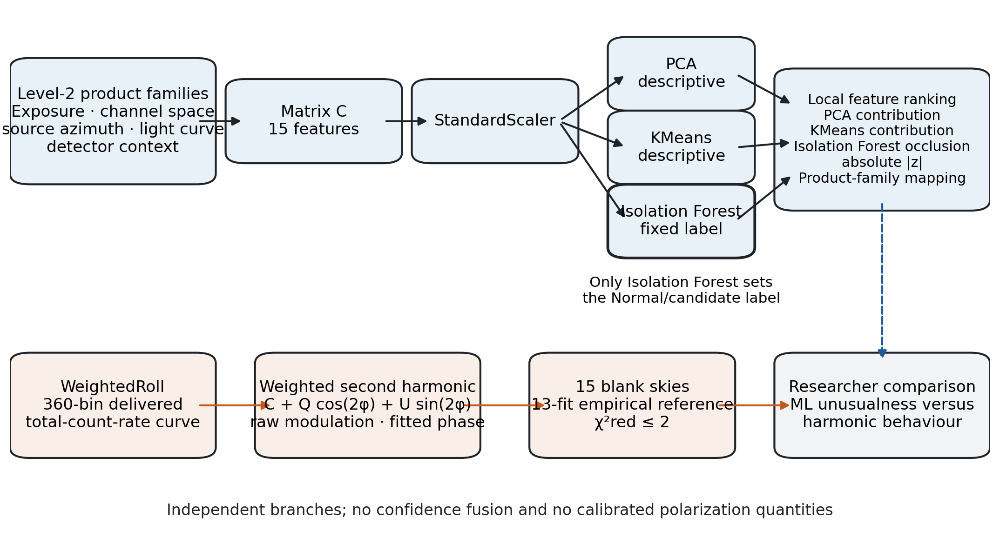 Level-2 product families
Exposure · channel space
source azimuth · light curve
detector context
Matrix C
15 features
StandardScaler
PCA
descriptive
KMeans
descriptive
Isolation Forest
fixed label
Only Isolation Forest sets
the Normal/candidate label
Local feature ranking
PCA contribution
KMeans contribution
Isolation Forest occlusion
absolute |z|
Product-family mapping
WeightedRoll
360-bin delivered
total-count-rate curve
Weighted second harmonic
C + Q cos(2φ) + U sin(2φ)
raw modulation · fitted phase
15 blank skies
13-fit empirical reference
χ²red ≤ 2
Researcher comparison
ML unusualness versus
harmonic behaviour
Independent branches; no confidence fusion and no calibrated polarization quantities